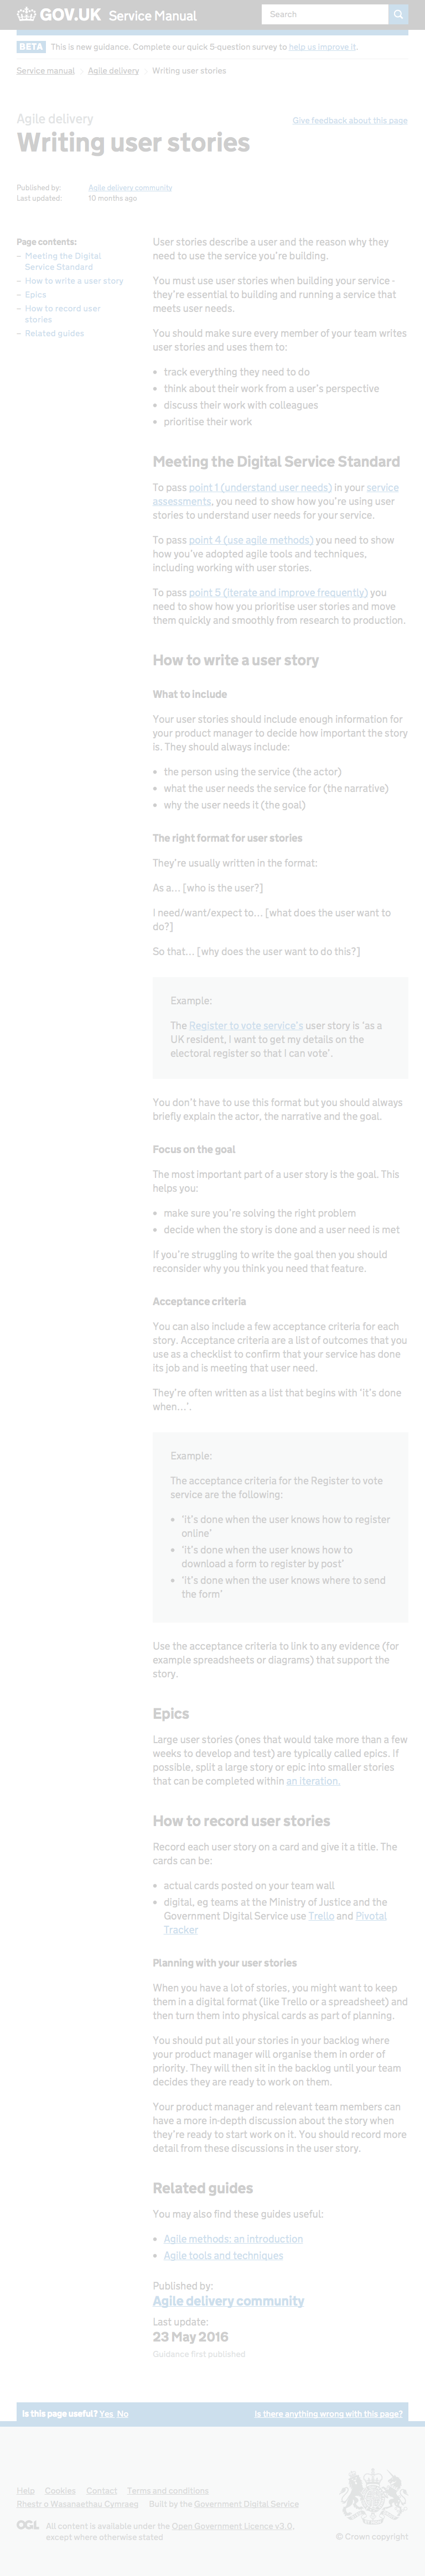 GOV.UK Service Manual
Search
BETA This is new guidance. Complete our quick 5-question survey to help us improve it.
Service manual Agile delivery Writing user stories
Agile delivery
Give feedback about this page
Writing user stories
Published by: Agile delivery community
Last updated: 10 months ago
Page contents:
– Meeting the Digital
Service Standard
– How to write a user story
– Epics
– How to record user
stories
– Related guides
User stories describe a user and the reason why they
need to use the service you're building.
You must use user stories when building your service -
they're essential to building and running a service that
meets user needs.
You should make sure every member of your team writes
user stories and uses them to:
• track everything they need to do
• think about their work from a user's perspective
• discuss their work with colleagues
• prioritise their work
Meeting the Digital Service Standard
To pass point 1 (understand user needs) in your service
assessments, you need to show how you're using user
stories to understand user needs for your service.
To pass point 4 (use agile methods) you need to show
how you've adopted agile tools and techniques,
including working with user stories.
To pass point 5 (iterate and improve frequently) you
need to show how you prioritise user stories and move
them quickly and smoothly from research to production.
How to write a user story
What to include
Your user stories should include enough information for
your product manager to decide how important the story
is. They should always include:
• the person using the service (the actor)
• what the user needs the service for (the narrative)
• why the user needs it (the goal)
The right format for user stories
They're usually written in the format:
As a… [who is the user?]
I need/want/expect to… [what does the user want to
do?]
So that… [why does the user want to do this?]
Example:
The Register to vote service's user story is 'as a
UK resident, I want to get my details on the
electoral register so that I can vote'.
You don't have to use this format but you should always
briefly explain the actor, the narrative and the goal.
Focus on the goal
The most important part of a user story is the goal. This
helps you:
• make sure you're solving the right problem
• decide when the story is done and a user need is met
If you're struggling to write the goal then you should
reconsider why you think you need that feature.
Acceptance criteria
You can also include a few acceptance criteria for each
story. Acceptance criteria are a list of outcomes that you
use as a checklist to confirm that your service has done
its job and is meeting that user need.
They're often written as a list that begins with 'it's done
when…'.
Example:
The acceptance criteria for the Register to vote
service are the following:
• 'it's done when the user knows how to register
online'
• 'it's done when the user knows how to
download a form to register by post'
• 'it's done when the user knows where to send
the form'
Use the acceptance criteria to link to any evidence (for
example spreadsheets or diagrams) that support the
story.
Epics
Large user stories (ones that would take more than a few
weeks to develop and test) are typically called epics. If
possible, split a large story or epic into smaller stories
that can be completed within an iteration.
How to record user stories
Record each user story on a card and give it a title. The
cards can be:
• actual cards posted on your team wall
• digital, eg teams at the Ministry of Justice and the
Government Digital Service use Trello and Pivotal
Tracker
Planning with your user stories
When you have a lot of stories, you might want to keep
them in a digital format (like Trello or a spreadsheet) and
then turn them into physical cards as part of planning.
You should put all your stories in your backlog where
your product manager will organise them in order of
priority. They will then sit in the backlog until your team
decides they are ready to work on them.
Your product manager and relevant team members can
have a more in-depth discussion about the story when
they're ready to start work on it. You should record more
detail from these discussions in the user story.
Related guides
You may also find these guides useful:
• Agile methods: an introduction
• Agile tools and techniques
Published by:
Agile delivery community
Last update:
23 May 2016
Guidance first published
Is this page useful? Yes No
Is there anything wrong with this page?
Help Cookies Contact Terms and conditions
Rhestr o Wasanaethau Cymraeg Built by the Government Digital Service
OGL All content is available under the Open Government Licence v3.0,
except where otherwise stated
© Crown copyright